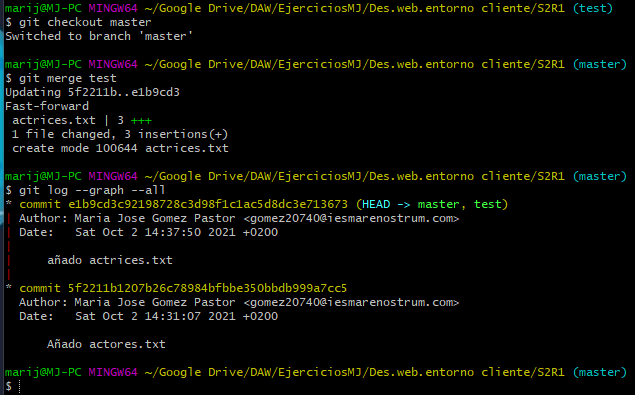 marij@MJ-PC MINGW64 ~/Google Drive/DAW/EjerciciosMJ/Des.web.entorno cliente/S2R1 (test)
$ git checkout master
Switched to branch 'master'
marij@MJ-PC MINGW64 ~/Google Drive/DAW/EjerciciosMJ/Des.web.entorno cliente/S2R1 (master)
$ git merge test
Updating 5f2211b..e1b9cd3
Fast-forward
 actrices.txt | 3 +++
 1 file changed, 3 insertions(+)
 create mode 100644 actrices.txt
marij@MJ-PC MINGW64 ~/Google Drive/DAW/EjerciciosMJ/Des.web.entorno cliente/S2R1 (master)
$ git log --graph --all
* commit e1b9cd3c92198728c3d98f1c1ac5d8dc3e713673 (HEAD -> master, test)
| Author: Maria Jose Gomez Pastor <gomez20740@iesmarenostrum.com>
| Date:   Sat Oct 2 14:37:50 2021 +0200
|
|     añado actrices.txt
|
* commit 5f2211b1207b26c78984bfbbe350bbdb999a7cc5
  Author: Maria Jose Gomez Pastor <gomez20740@iesmarenostrum.com>
  Date:   Sat Oct 2 14:31:07 2021 +0200
      Añado actores.txt
marij@MJ-PC MINGW64 ~/Google Drive/DAW/EjerciciosMJ/Des.web.entorno cliente/S2R1 (master)
$